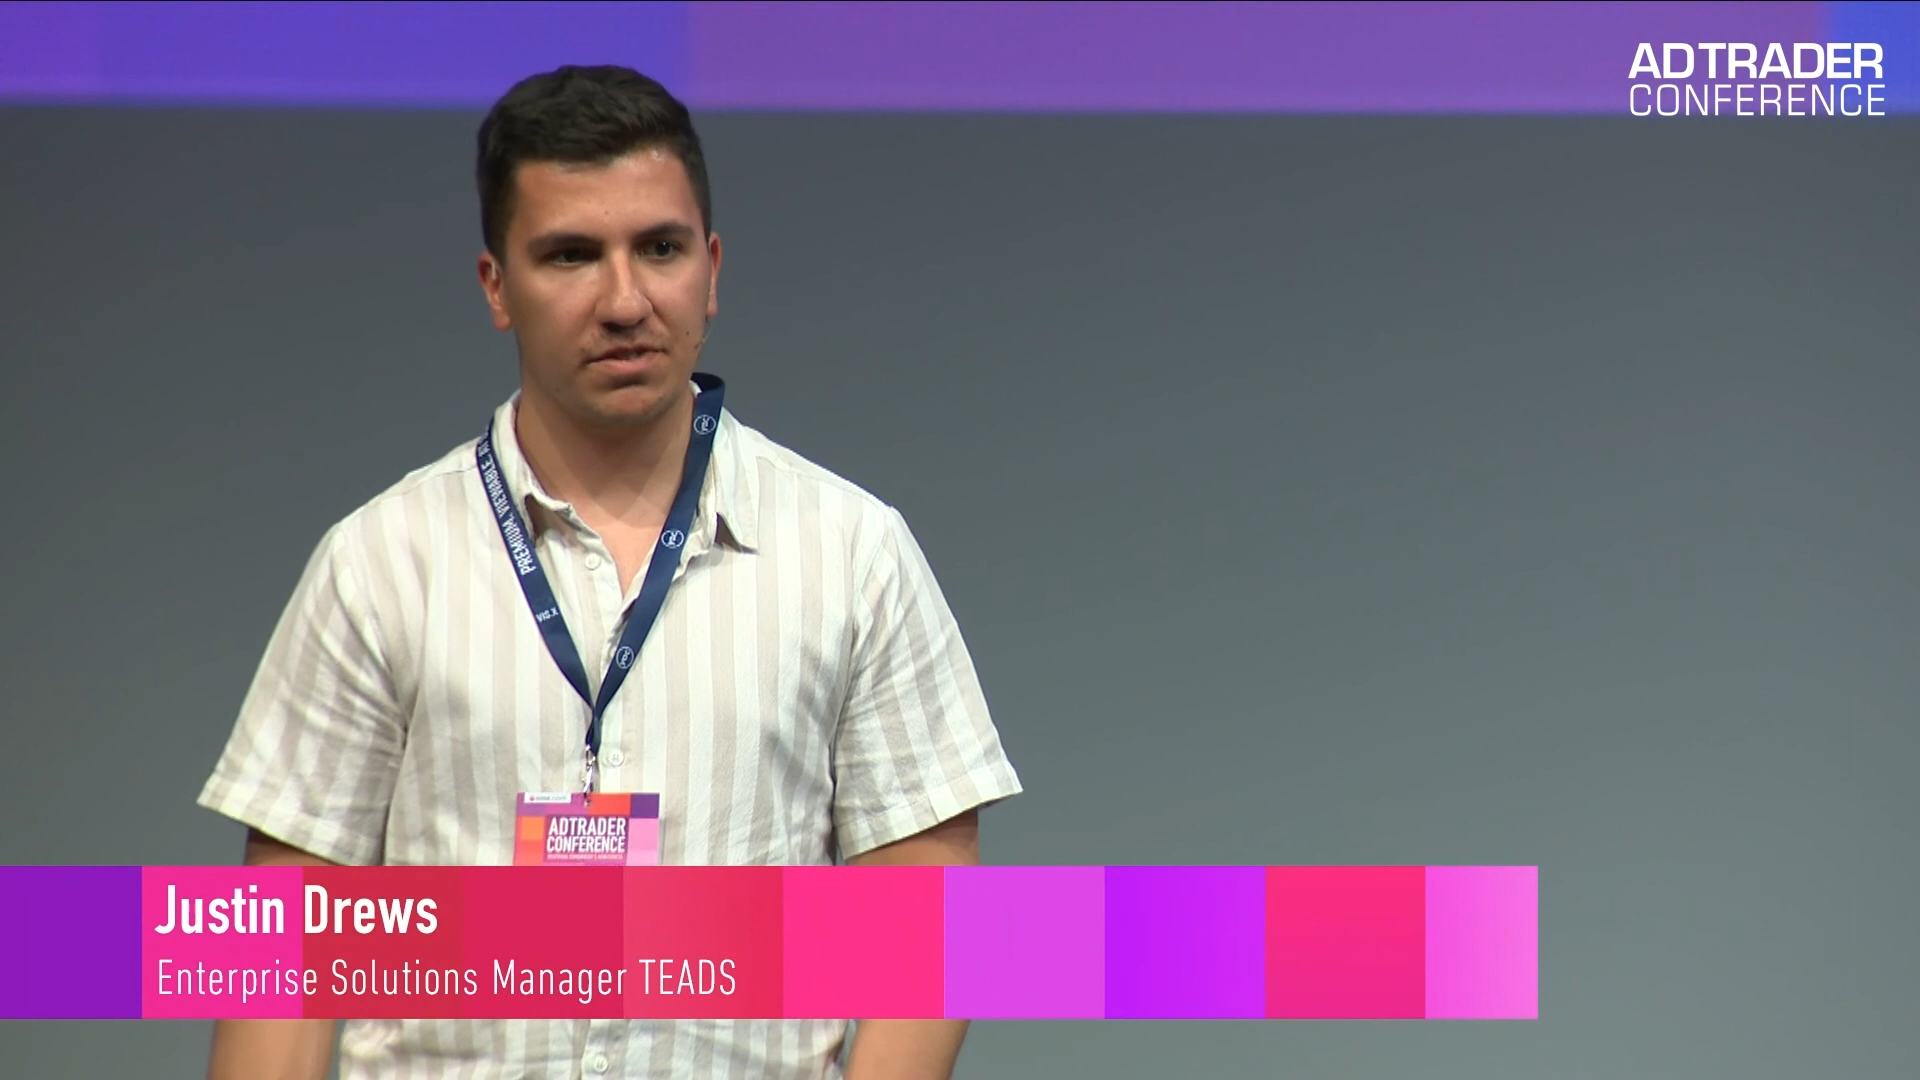 ADTRADER
CONFERENCE
PREMIUM. VIEWABLE.
ADTRADER
CONFERENCE
Justin Drews
Enterprise Solutions Manager TEADS